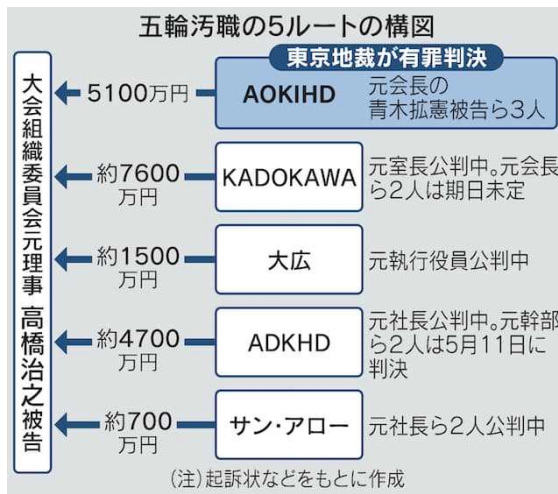 五輪汚職の5ルートの構図
大会組織委員会元理事 高橋治之被告
東京地裁が有罪判決
5100万円
AOKIHD
元会長の
青木拡憲被告ら3人
約7600
万円
KADOKAWA
元室長公判中。元会長
ら2人は期日未定
約1500
万円
大広
元執行役員公判中
約4700
万円
ADKHD
元社長公判中。元幹部
ら2人は5月11日に
判決
約700
万円
サン・アロー
元社長ら2人公判中
(注)起訴状などをもとに作成